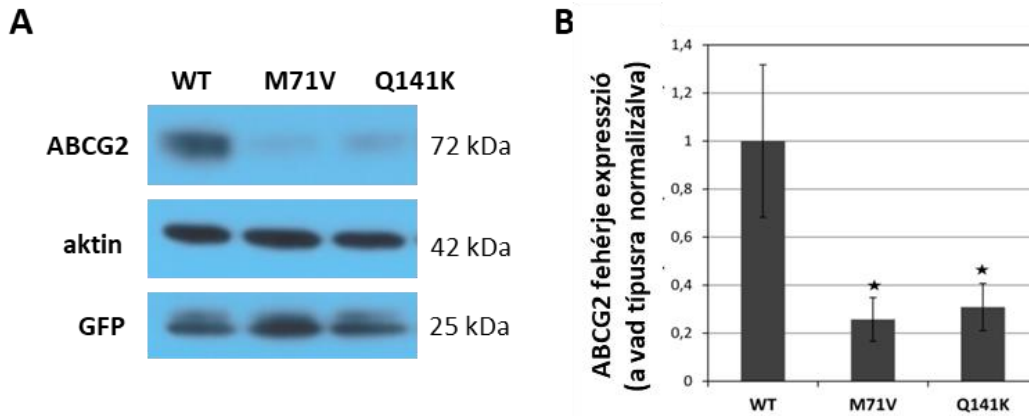 A
WT M71V Q141K
ABCG2 72 kDa
aktin 42 kDa
GFP 25 kDa
B
ABCG2 fehérje expresszió
(a vad típusra normalizálva)
1,4
1,2
1
0,8
0,6
0,4
0,2
0
★ ★
WT M71V Q141K